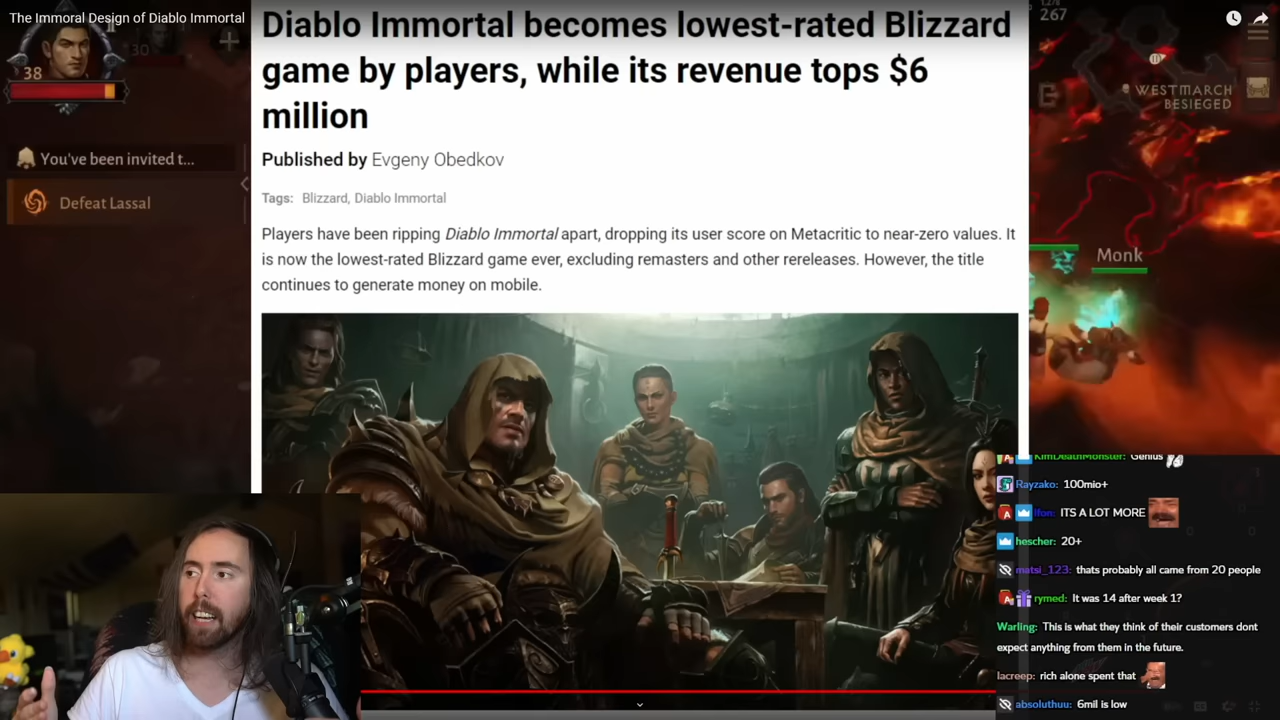 The Immoral Design of Diablo Immortal
30
38
You've been invited t...
Defeat Lassal
Diablo Immortal becomes lowest-rated Blizzard
game by players, while its revenue tops $6
million
Published by Evgeny Obedkov
Tags: Blizzard, Diablo Immortal
Players have been ripping Diablo Immortal apart, dropping its user score on Metacritic to near-zero values. It
is now the lowest-rated Blizzard game ever, excluding remasters and other rereleases. However, the title
continues to generate money on mobile.
267
WESTMARCH
BESIEGED
Monk
KimDeathMonster: Genius
Rayzako: 100mio+
lfon: ITS A LOT MORE
hescher: 20+
matsi_123: thats probably all came from 20 people
rymed: It was 14 after week 1?
Warling: This is what they think of their customers dont
expect anything from them in the future.
lacreep: rich alone spent that
absoluthuu: 6mil is low